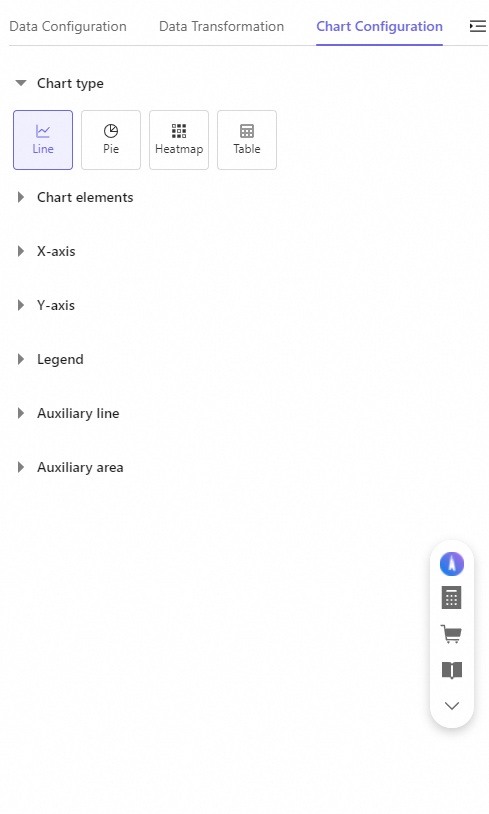 Data Configuration Data Transformation Chart Configuration
Chart type
Line Pie Heatmap Table
Chart elements
X-axis
Y-axis
Legend
Auxiliary line
Auxiliary area